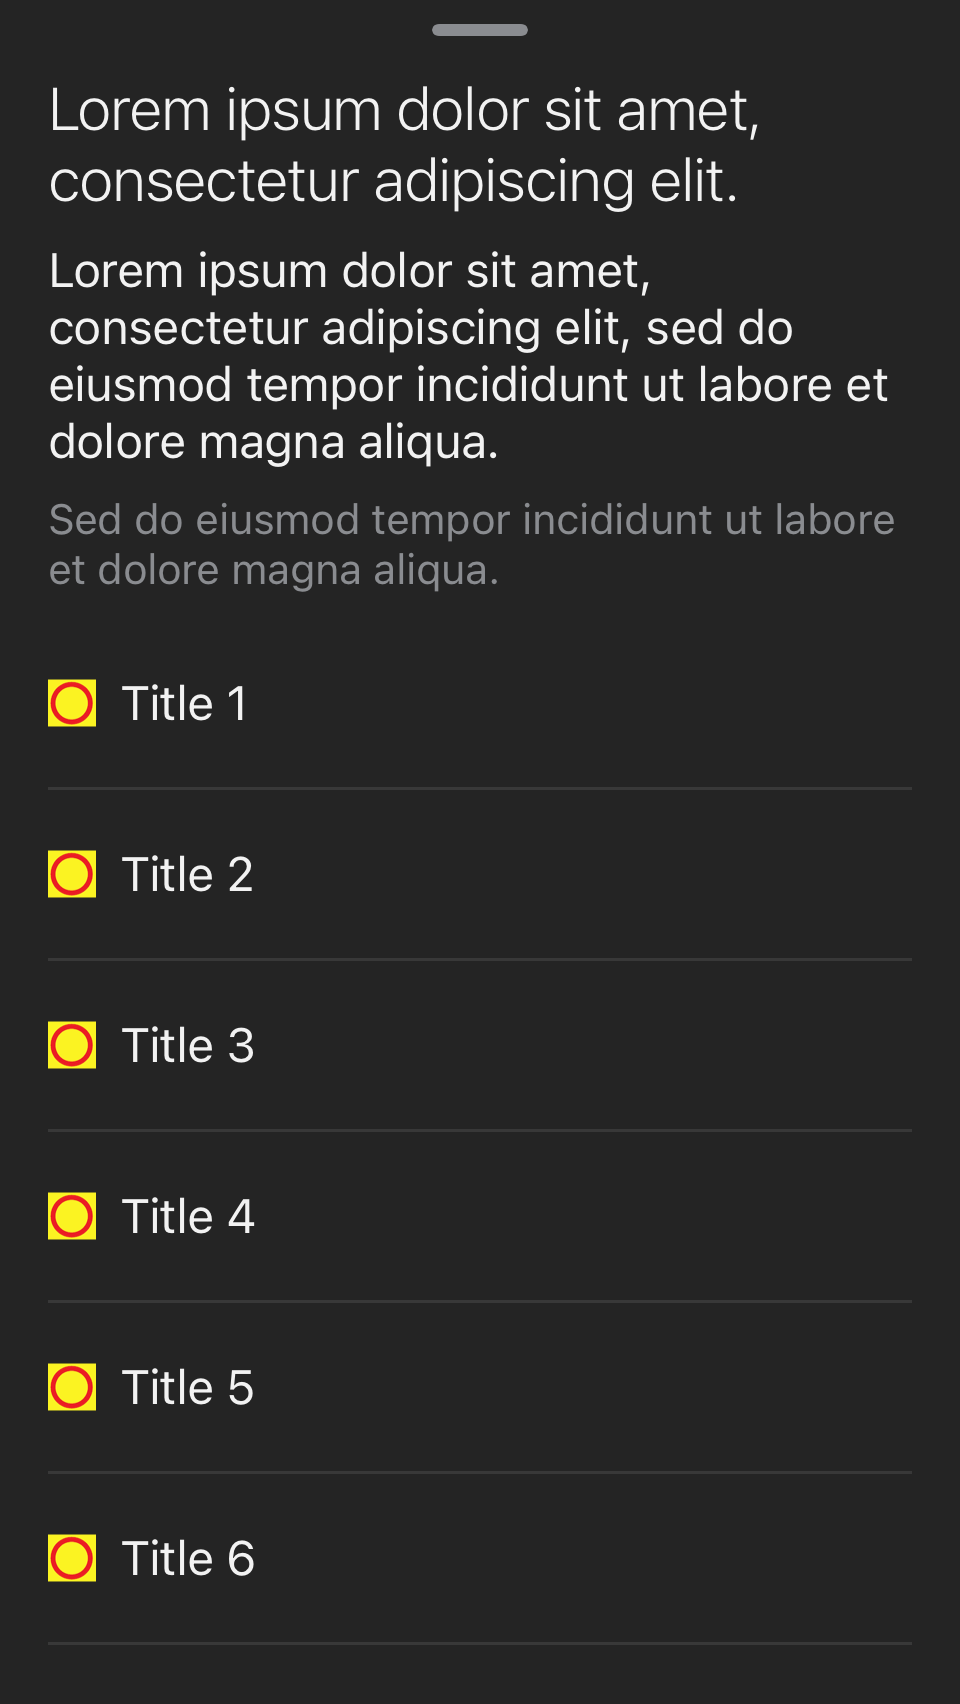 Lorem ipsum dolor sit amet,
consectetur adipiscing elit.
Lorem ipsum dolor sit amet,
consectetur adipiscing elit, sed do
eiusmod tempor incididunt ut labore et
dolore magna aliqua.
Sed do eiusmod tempor incididunt ut labore
et dolore magna aliqua.
Title 1
Title 2
Title 3
Title 4
Title 5
Title 6